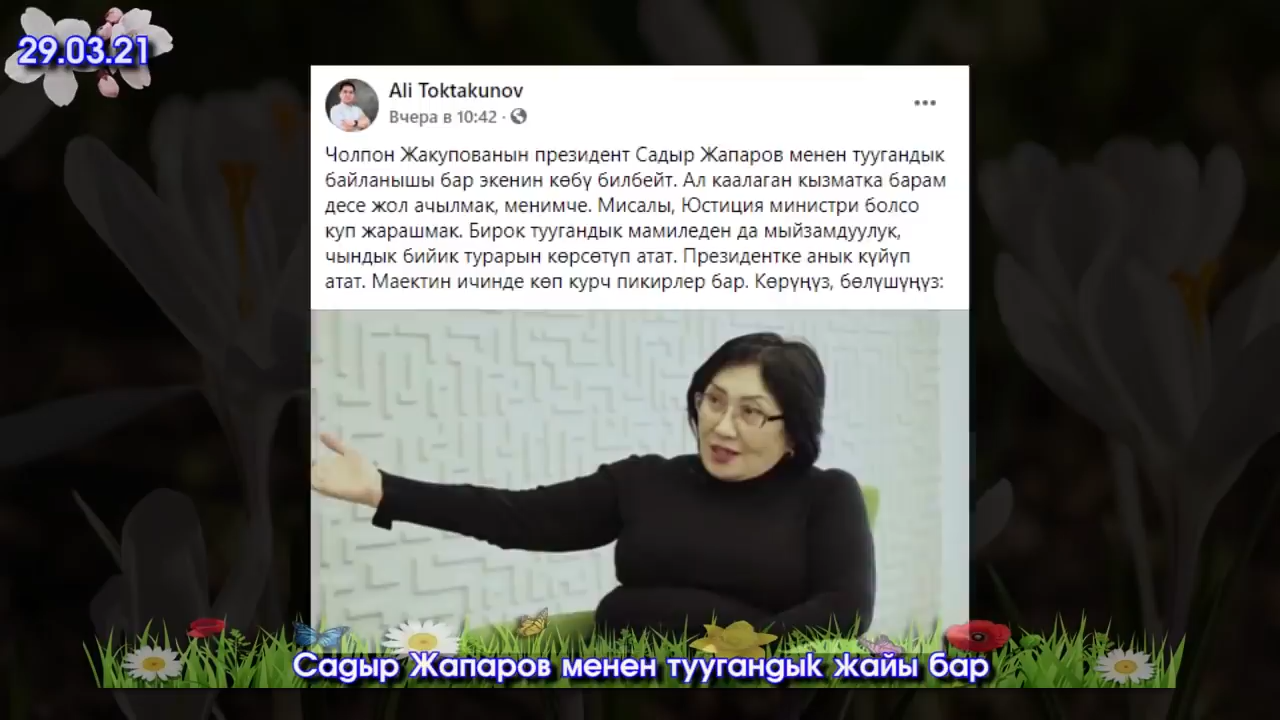 29.03.21
Ali Toktakunov
Вчера в 10:42 ·
Чолпон Жакупованын президент Садыр Жапаров менен туугандык
байланышы бар экенин көбү билбейт. Ал каалаган кызматка барам
десе жол ачылмак, менимче. Мисалы, Юстиция министри болсо
куп жарашмак. Бирок туугандык мамиледен да мыйзамдуулук,
чындык бийик турарын көрсөтүп атат. Президентке анык күйүп
атат. Маектин ичинде көп курч пикирлер бар. Көрүңүз, бөлүшүңүз:
Садыр Жапаров менен туугандык жайы бар